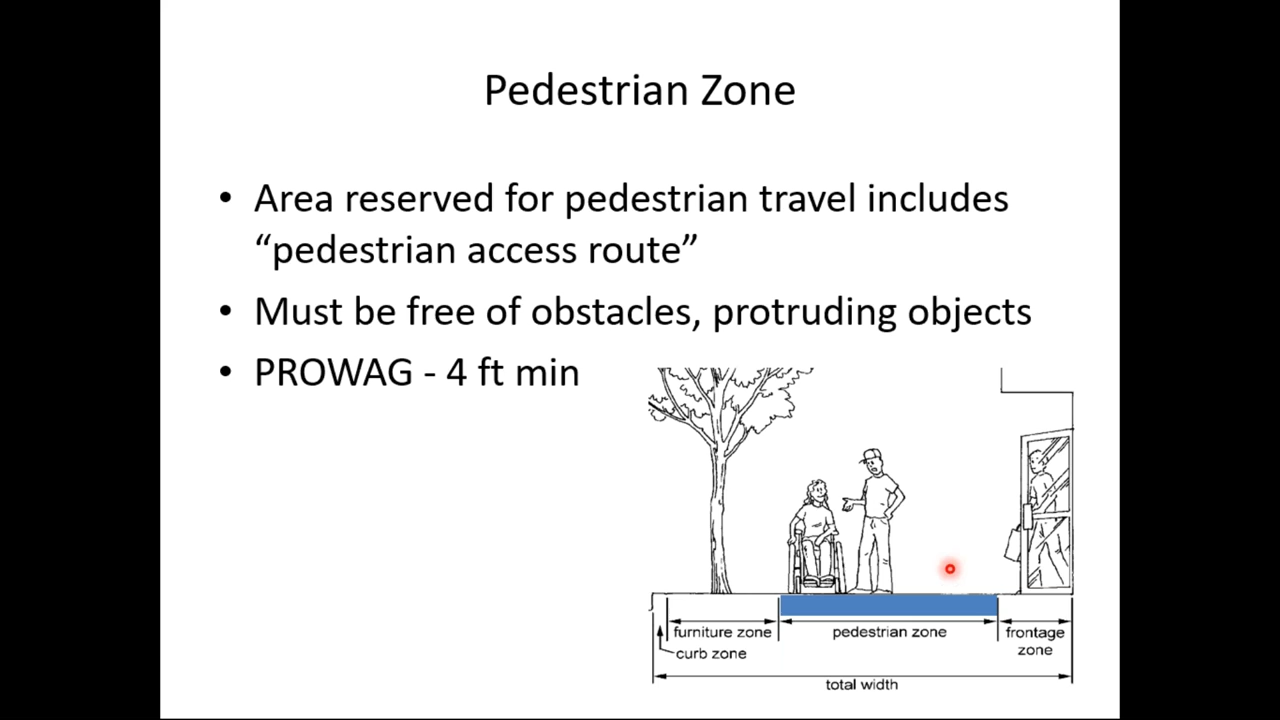 Pedestrian Zone
• Area reserved for pedestrian travel includes
“pedestrian access route”
• Must be free of obstacles, protruding objects
• PROWAG - 4 ft min
furniture zone
pedestrian zone
frontage
zone
curb zone
total width